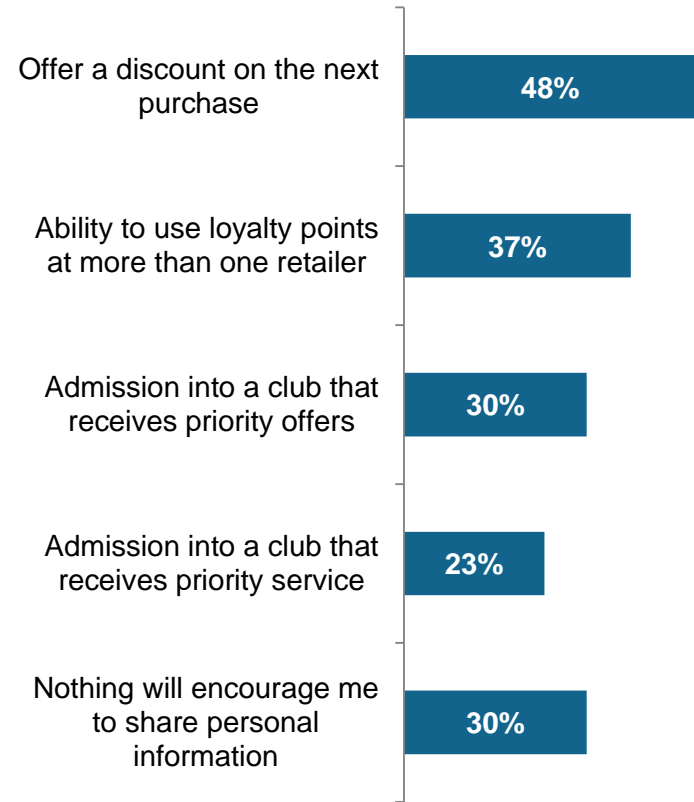 Offer a discount on the next
purchase
48%
Ability to use loyalty points
at more than one retailer
37%
Admission into a club that
receives priority offers
30%
Admission into a club that
receives priority service
23%
Nothing will encourage me
to share personal
information
30%